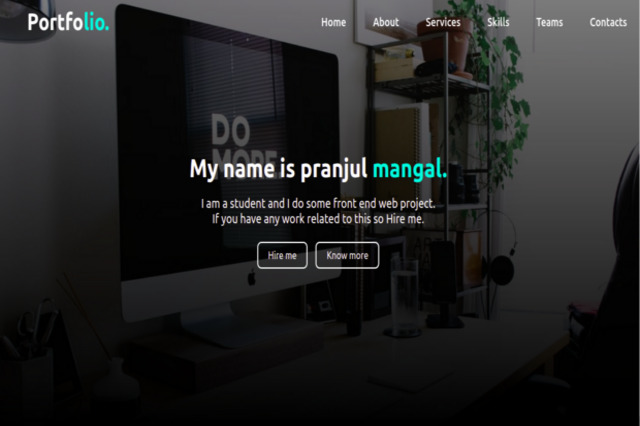 Portfolio.
Home About Services Skills Teams Contacts
DO
MORE
My name is pranjul mangal.
I am a student and I do some front end web project.
If you have any work related to this so Hire me.
Hire me Know more